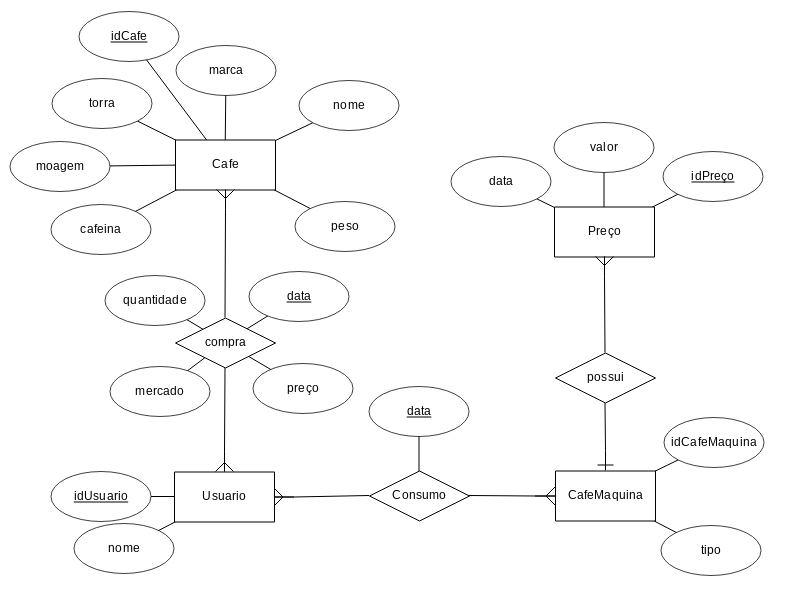 idCafe
marca
torra
nome
moagem
Cafe
cafeina
peso
valor
data
idPreço
Preço
quantidade
data
compra
mercado
preço
possui
data
idCafeMaquina
idUsuario
Usuario
Consumo
CafeMaquina
nome
tipo